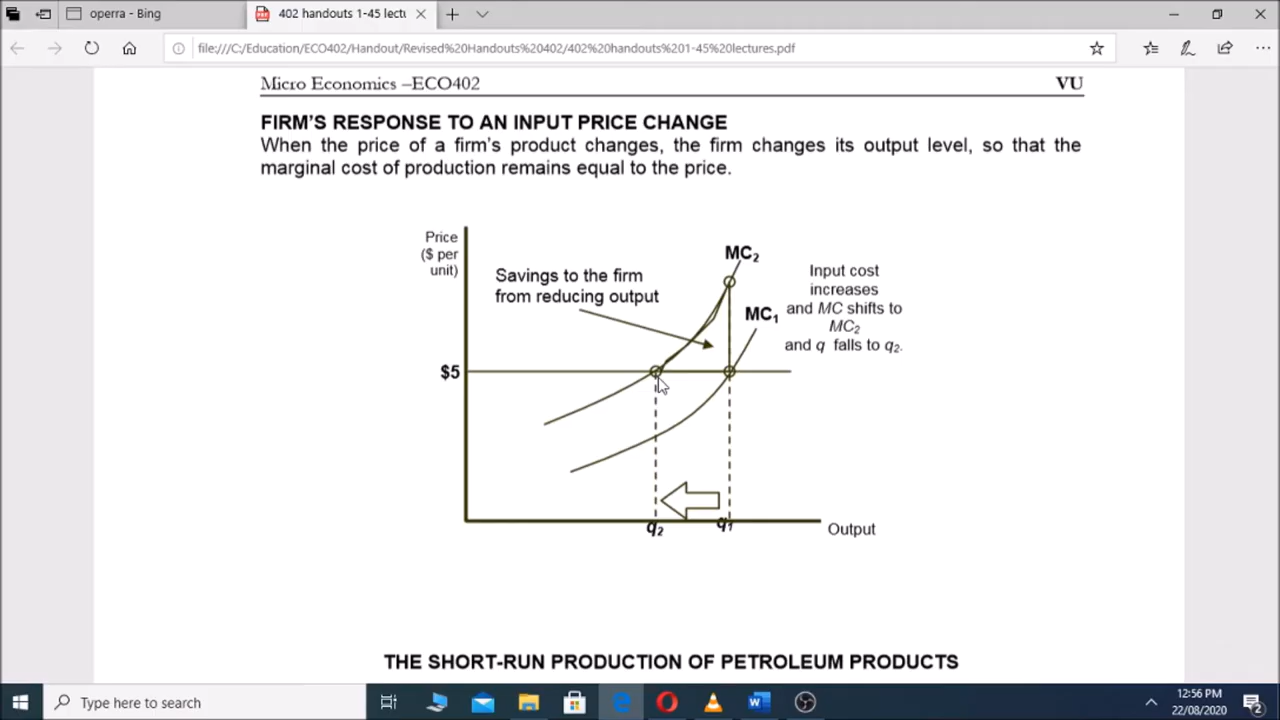 operra - Bing
402 handouts 1-45 lectu
file:///C:/Education/ECO402/Handout/Revised%20Handouts%20402/402%20handouts%201-45%20lectures.pdf
Micro Economics –ECO402 VU
FIRM'S RESPONSE TO AN INPUT PRICE CHANGE
When the price of a firm's product changes, the firm changes its output level, so that the
marginal cost of production remains equal to the price.
Price
($ per
unit)
Savings to the firm
from reducing output
MC2
MC1
Input cost
increases
and MC shifts to
MC2
and q falls to q2.
$5
q2
q1
Output
THE SHORT-RUN PRODUCTION OF PETROLEUM PRODUCTS
Type here to search
12:56 PM
22/08/2020
2